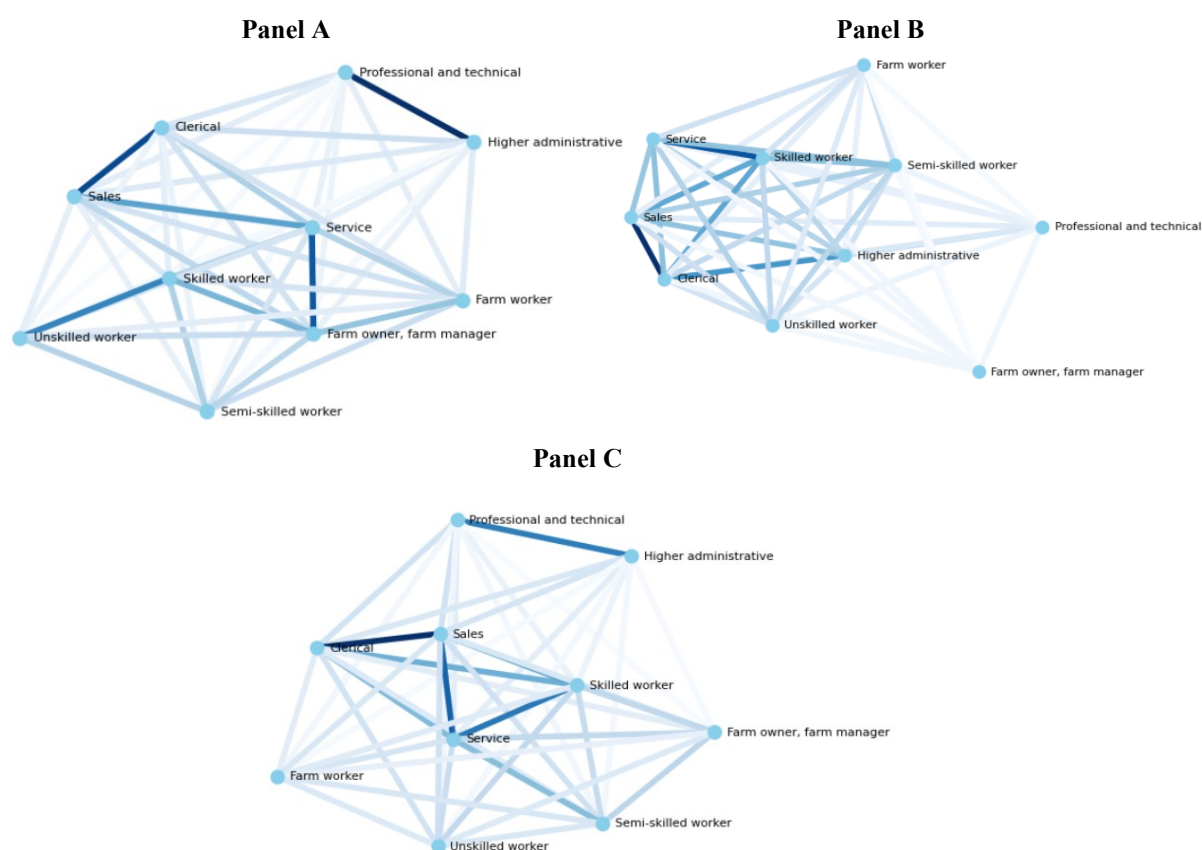 Panel A
Professional and technical
Clerical
Higher administrative
Sales
Service
Skilled worker
Farm worker
Unskilled worker
Farm owner, farm manager
Semi-skilled worker
Panel B
Farm worker
Service
Skilled worker
Semi-skilled worker
Sales
Professional and technical
Higher administrative
Clerical
Unskilled worker
Farm owner, farm manager
Panel C
Professional and technical
Higher administrative
Sales
Clerical
Skilled worker
Farm owner, farm manager
Service
Farm worker
Semi-skilled worker
Unskilled worker